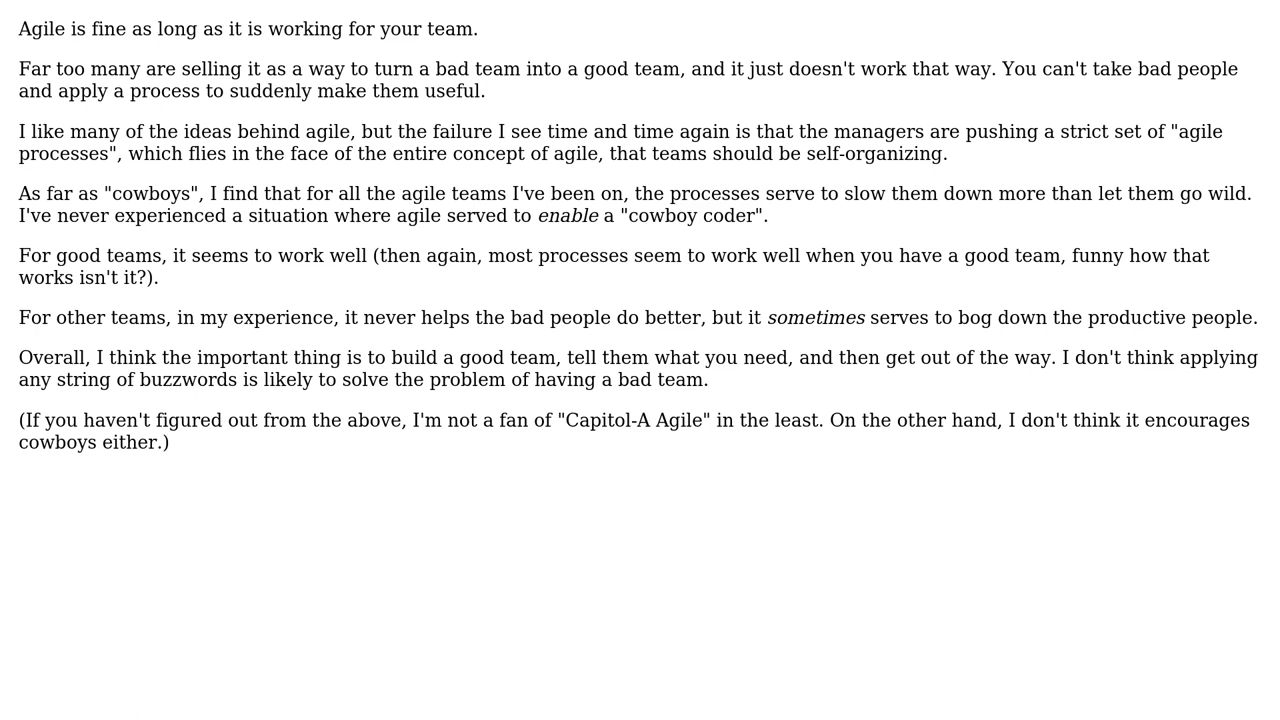 Agile is fine as long as it is working for your team.
Far too many are selling it as a way to turn a bad team into a good team, and it just doesn't work that way. You can't take bad people
and apply a process to suddenly make them useful.
I like many of the ideas behind agile, but the failure I see time and time again is that the managers are pushing a strict set of "agile
processes", which flies in the face of the entire concept of agile, that teams should be self-organizing.
As far as "cowboys", I find that for all the agile teams I've been on, the processes serve to slow them down more than let them go wild.
I've never experienced a situation where agile served to enable a "cowboy coder".
For good teams, it seems to work well (then again, most processes seem to work well when you have a good team, funny how that
works isn't it?).
For other teams, in my experience, it never helps the bad people do better, but it sometimes serves to bog down the productive people.
Overall, I think the important thing is to build a good team, tell them what you need, and then get out of the way. I don't think applying
any string of buzzwords is likely to solve the problem of having a bad team.
(If you haven't figured out from the above, I'm not a fan of "Capitol-A Agile" in the least. On the other hand, I don't think it encourages
cowboys either.)